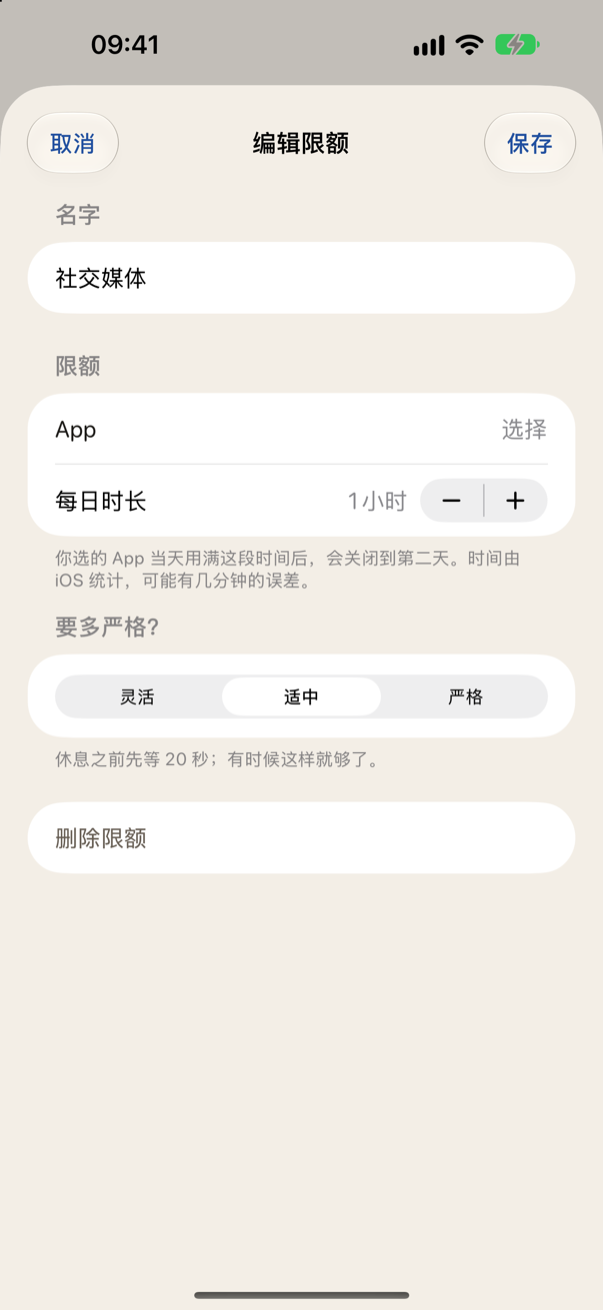 09:41
取消
编辑限额
保存
名字
社交媒体
限额
App
选择
每日时长
1小时
你选的 App 当天用满这段时间后，会关闭到第二天。时间由
iOS 统计，可能有几分钟的误差。
要多严格？
灵活
适中
严格
休息之前先等 20 秒；有时候这样就够了。
删除限额